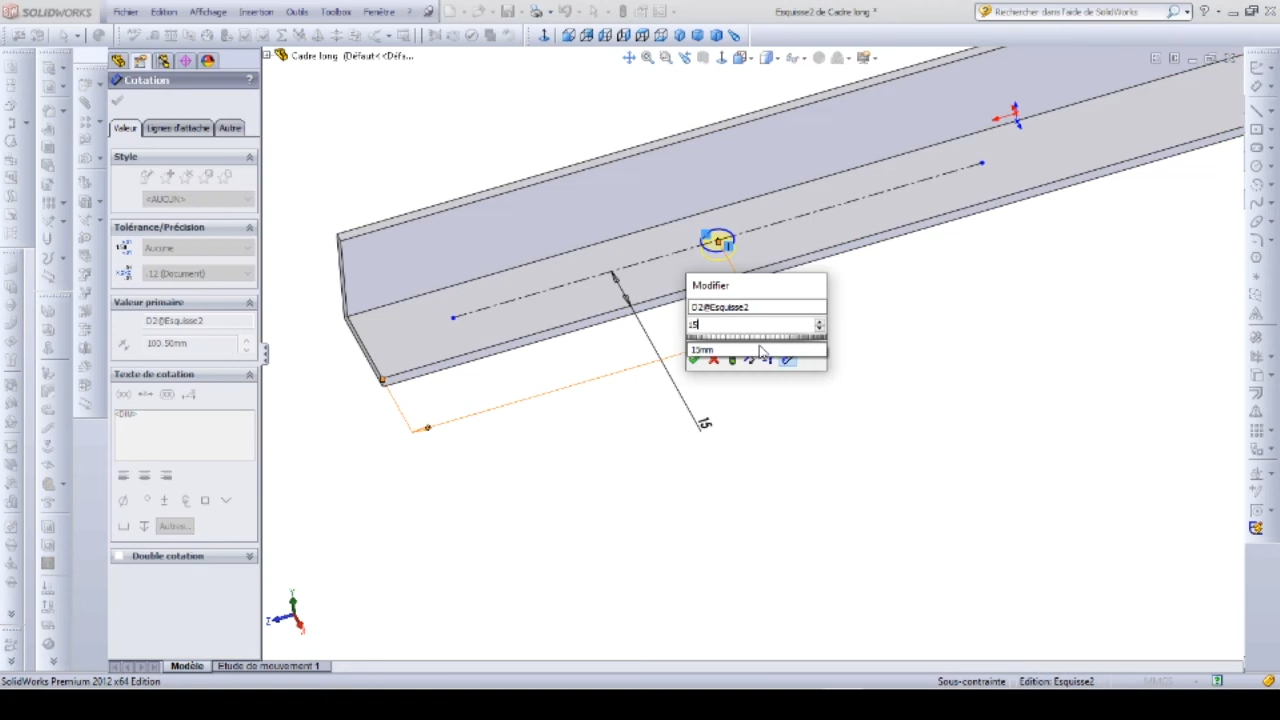 SOLIDWORKS
Fichier Edition Affichage Insertion Outils Toolbox Fenêtre ?
Esquisse2 de Cadre long *
Rechercher dans l'aide de SolidWorks
Cadre long (Défaut<<Défa...
Cotation ?
Valeur Lignes d'attache Autre
Style
<AUCUN>
Tolérance/Précision
Aucune
.12 (Document)
Valeur primaire
D2@Esquisse2
100.50mm
Texte de cotation
<DIM>
Autres...
Double cotation
Modifier
D2@Esquisse2
15
15mm
15
Y
Z
X
Modèle Etude de mouvement 1
SolidWorks Premium 2012 x64 Edition
Sous-contrainte Edition: Esquisse2 MMGS